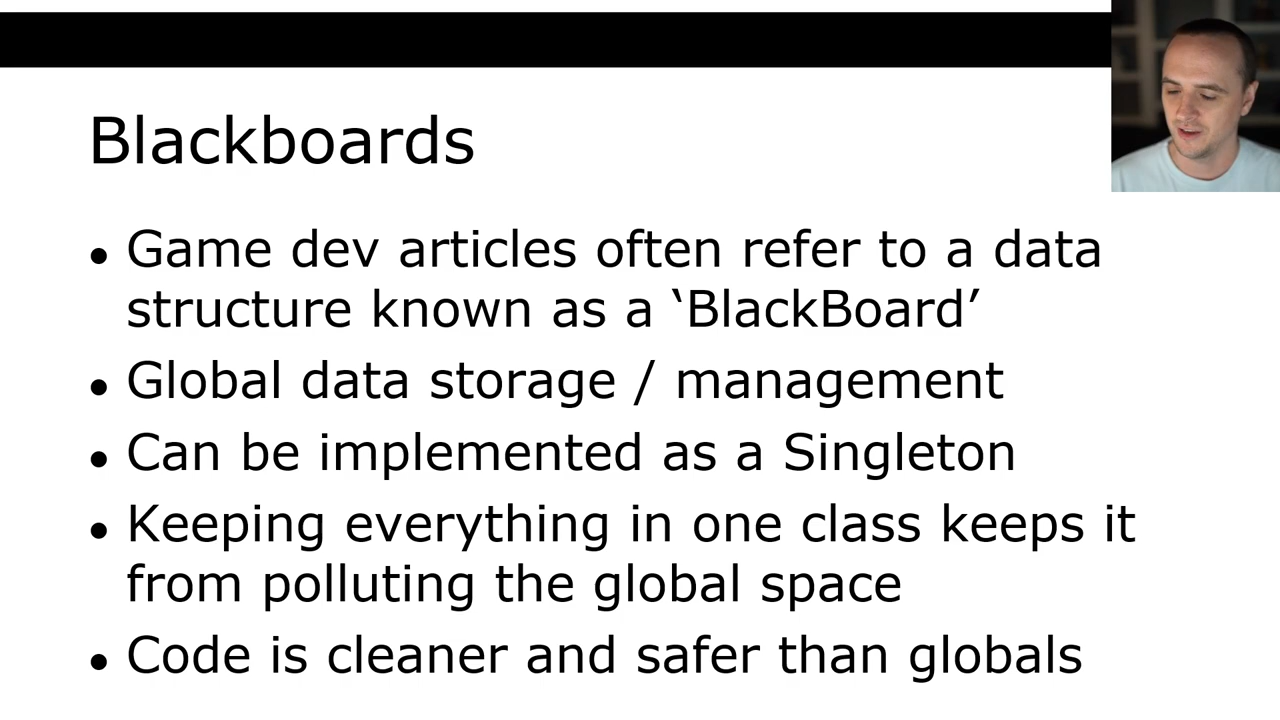 Blackboards
● Game dev articles often refer to a data
structure known as a ‘BlackBoard’
● Global data storage / management
● Can be implemented as a Singleton
● Keeping everything in one class keeps it
from polluting the global space
● Code is cleaner and safer than globals